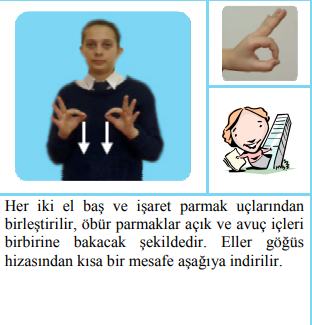 Her iki el baş ve işaret parmak uçlarından
birleştirilir, öbür parmaklar açık ve avuç içleri
birbirine bakacak şekildedir. Eller göğüs
hizasından kısa bir mesafe aşağıya indirilir.